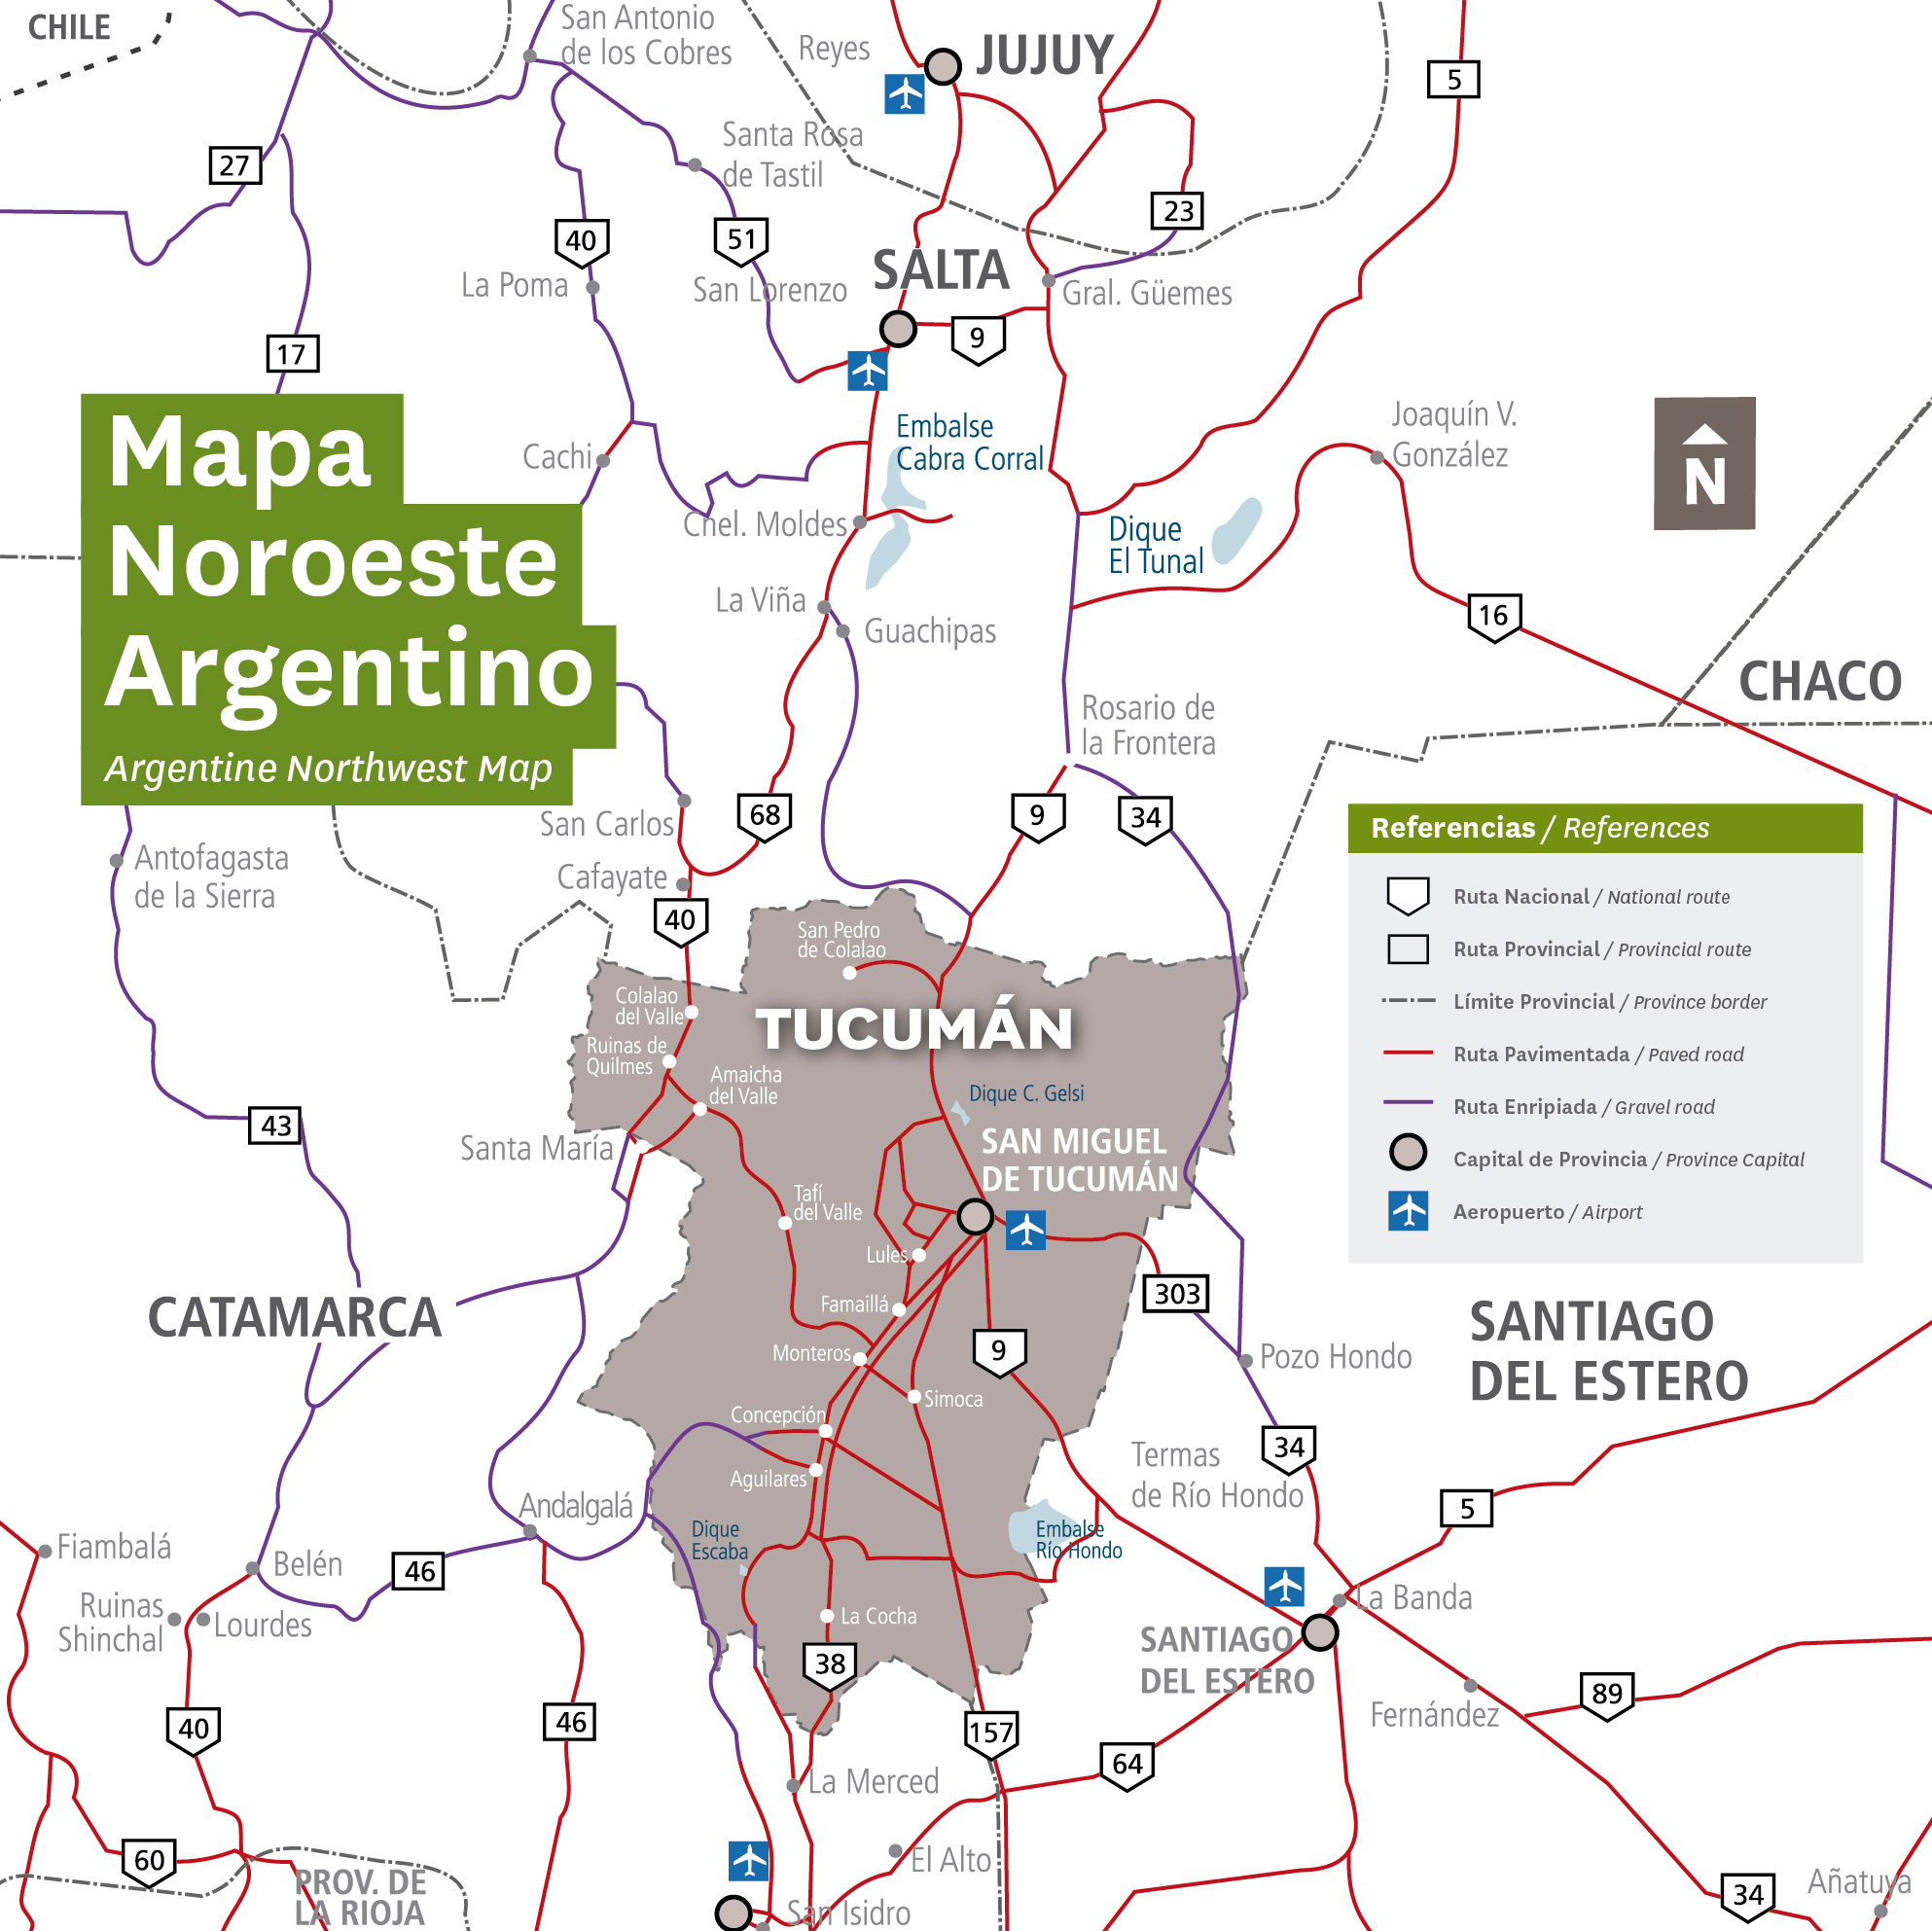 CHILE
San Antonio
de los Cobres
Reyes
JUJUY
5
27
Santa Rosa
de Tastil
23
40
51
SALTA
La Poma
San Lorenzo
Gral. Güemes
17
9
Mapa
Noroeste
Argentino
Argentine Northwest Map
Cachi
Embalse
Cabra Corral
Joaquín V.
González
N
Chel. Moldes
Dique
El Tunal
La Viña
Guachipas
16
CHACO
Rosario de
la Frontera
San Carlos
68
9
34
Antofagasta
de la Sierra
Cafayate
40
Referencias / References
Ruta Nacional / National route
Ruta Provincial / Provincial route
Límite Provincial / Province border
Ruta Pavimentada / Paved road
Ruta Enripiada / Gravel road
Capital de Provincia / Province Capital
Aeropuerto / Airport
San Pedro
de Colalao
Colalao
del Valle
TUCUMÁN
Ruinas de
Quilmes
Amaicha
del Valle
Dique C. Gelsi
43
Santa María
SAN MIGUEL
DE TUCUMÁN
Tafí
del Valle
Lules
CATAMARCA
Famaillá
303
SANTIAGO
DEL ESTERO
Monteros
9
Pozo Hondo
Simoca
Concepción
Termas
de Río Hondo
34
Aguilares
5
Andalgalá
Dique
Escaba
Embalse
Río Hondo
Fiambalá
Belén
46
Ruinas
Shinchal
Lourdes
La Banda
La Cocha
SANTIAGO
DEL ESTERO
38
40
46
157
89
Fernández
64
La Merced
60
El Alto
PROV. DE
LA RIOJA
San Isidro
34
Añatuya